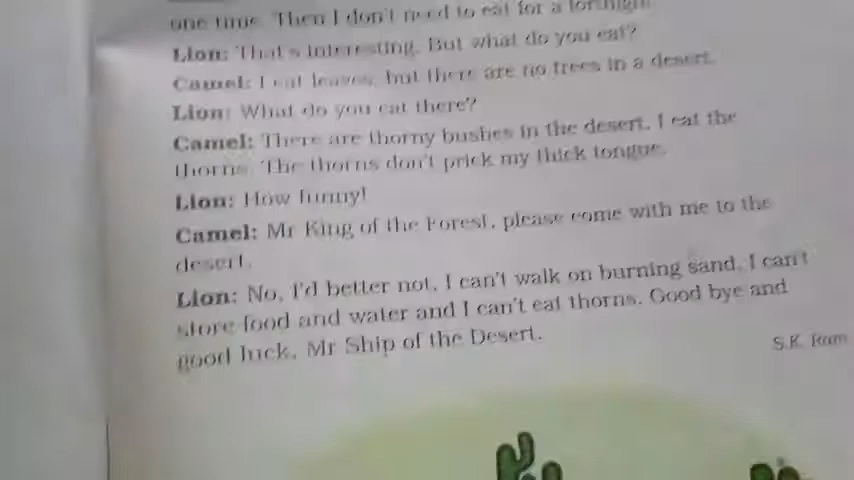 one time. Then I don't need to eat for a fortnight.
Lion: That's interesting. But what do you eat?
Camel: I eat leaves, but there are no trees in a desert.
Lion: What do you eat there?
Camel: There are thorny bushes in the desert. I eat the
thorns. The thorns don't prick my thick tongue.
Lion: How funny!
Camel: Mr King of the Forest, please come with me to the
desert.
Lion: No, I'd better not. I can't walk on burning sand. I can't
store food and water and I can't eat thorns. Good bye and
good luck, Mr Ship of the Desert.
S.K. Ram